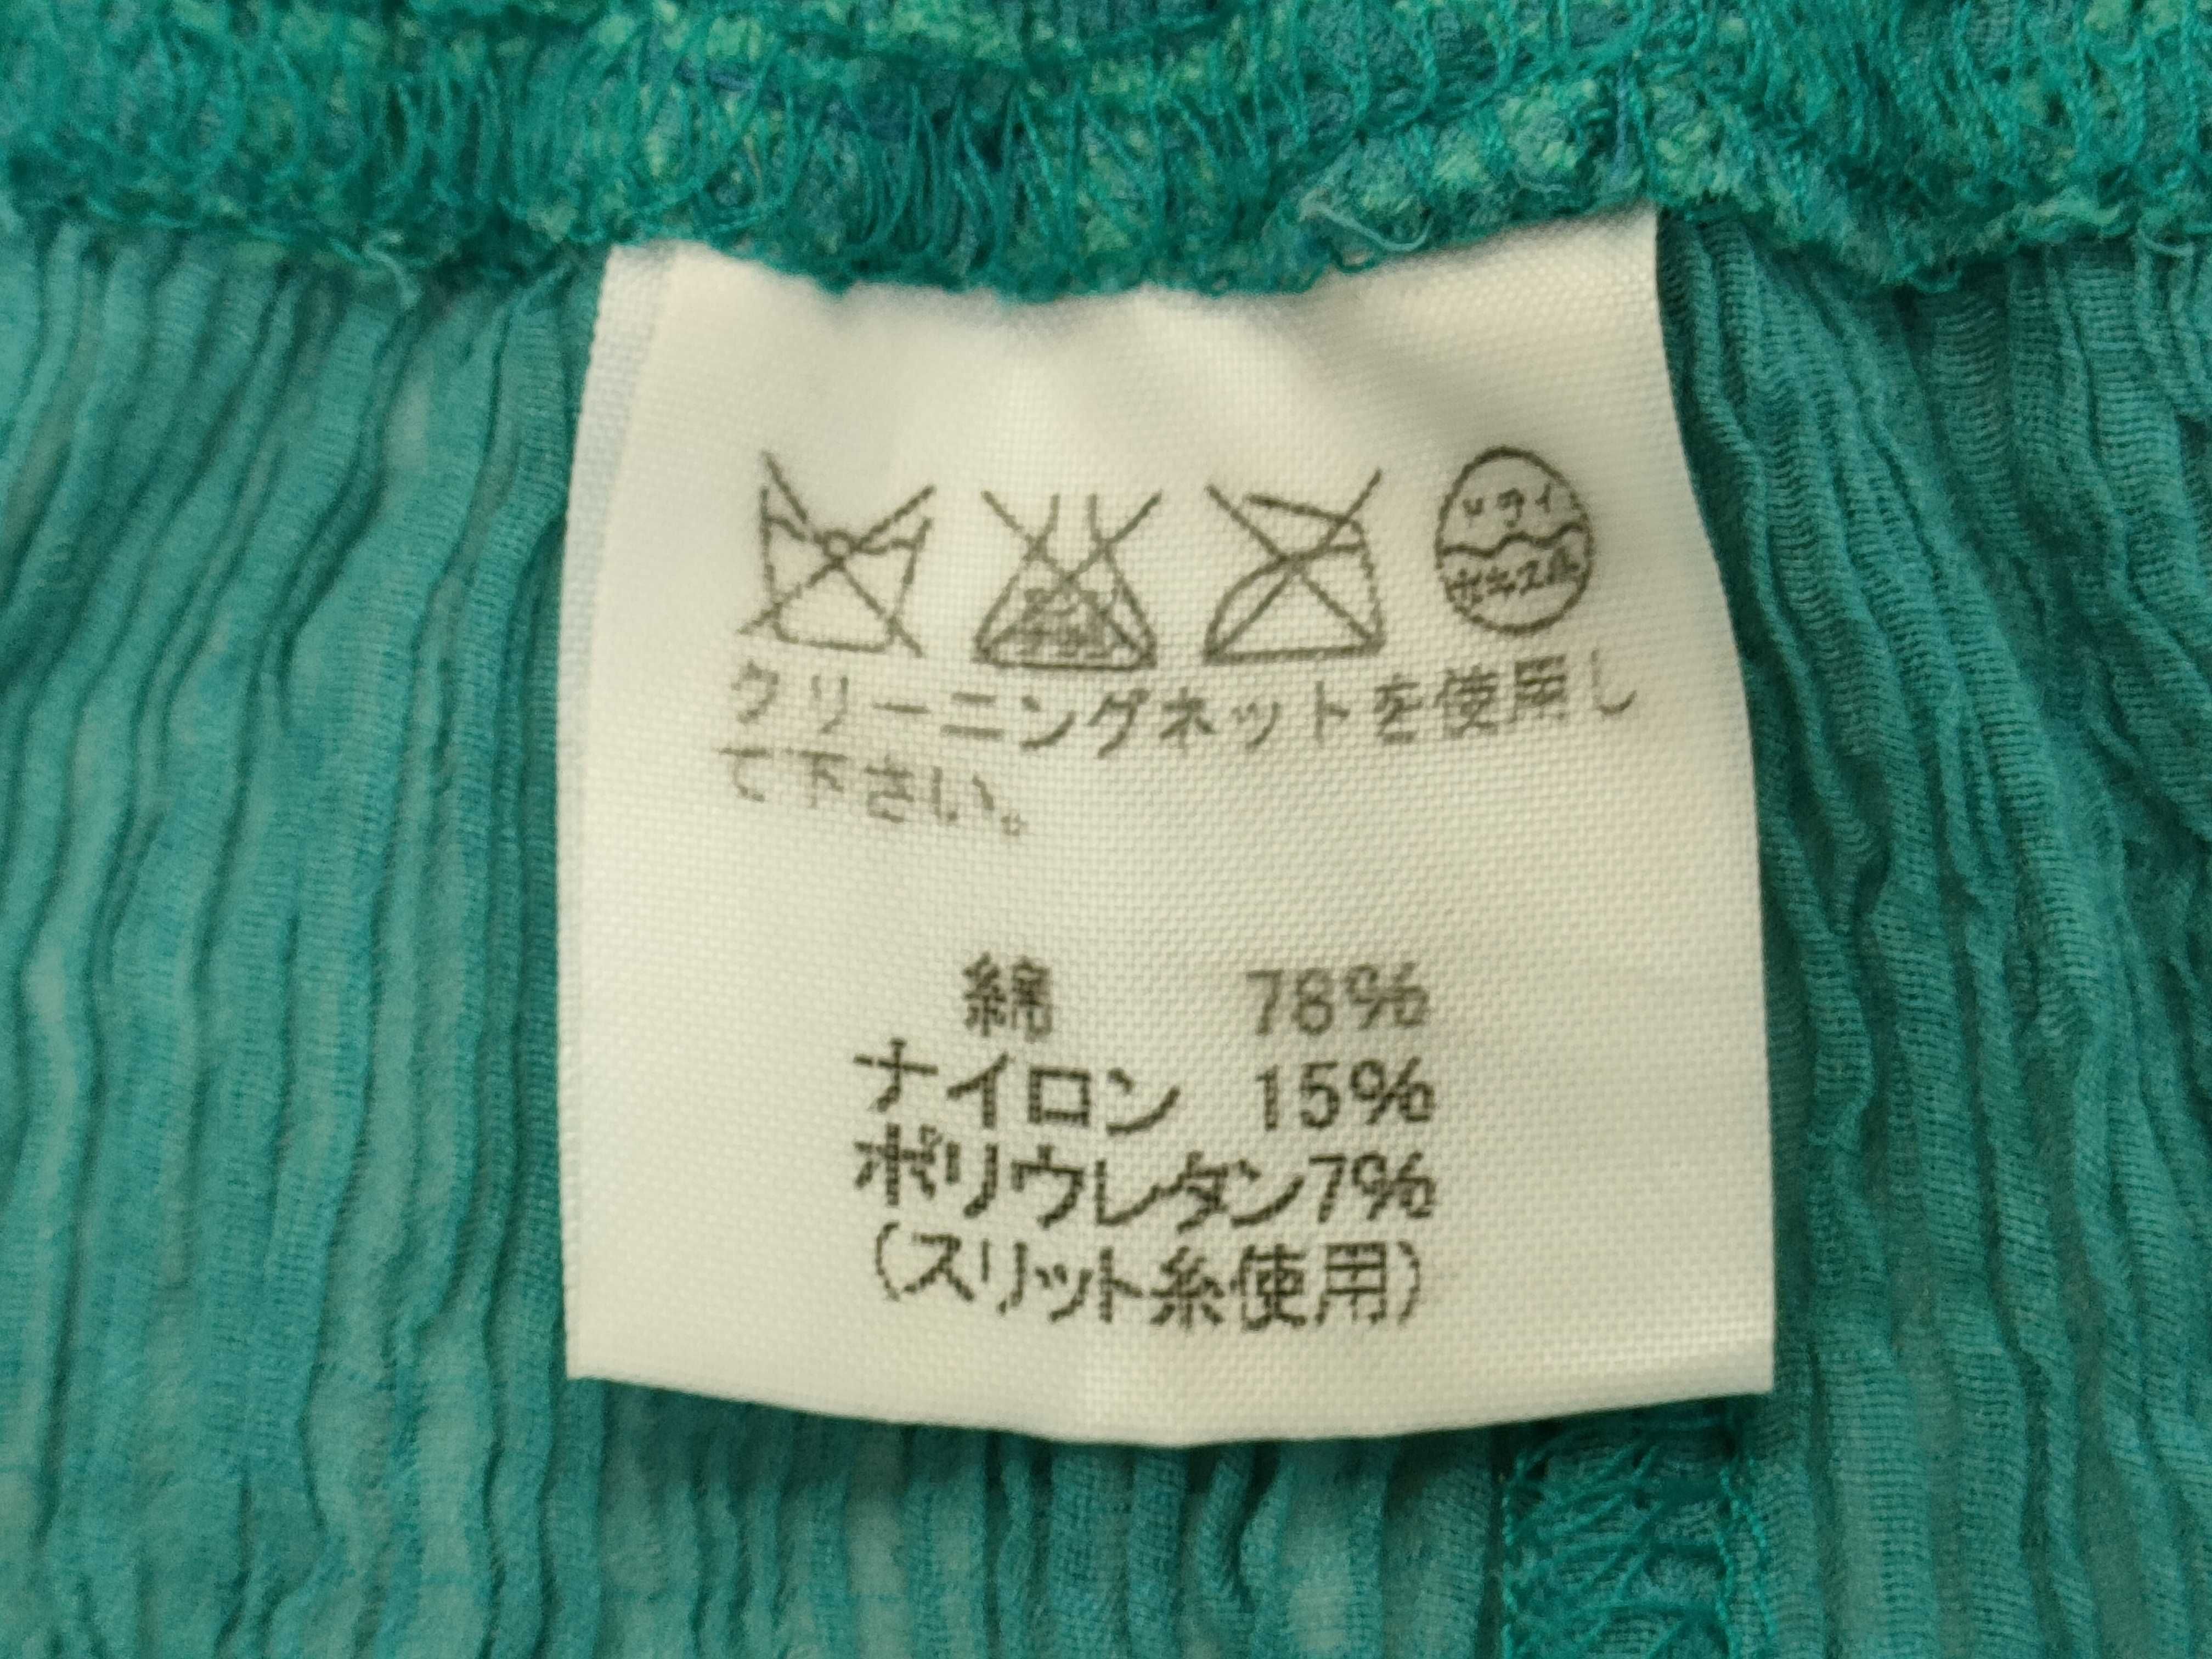 クリーニングネットを使用し
て下さい。
綿 78%
ナイロン 15%
ポリウレタン7%
(スリット糸使用)